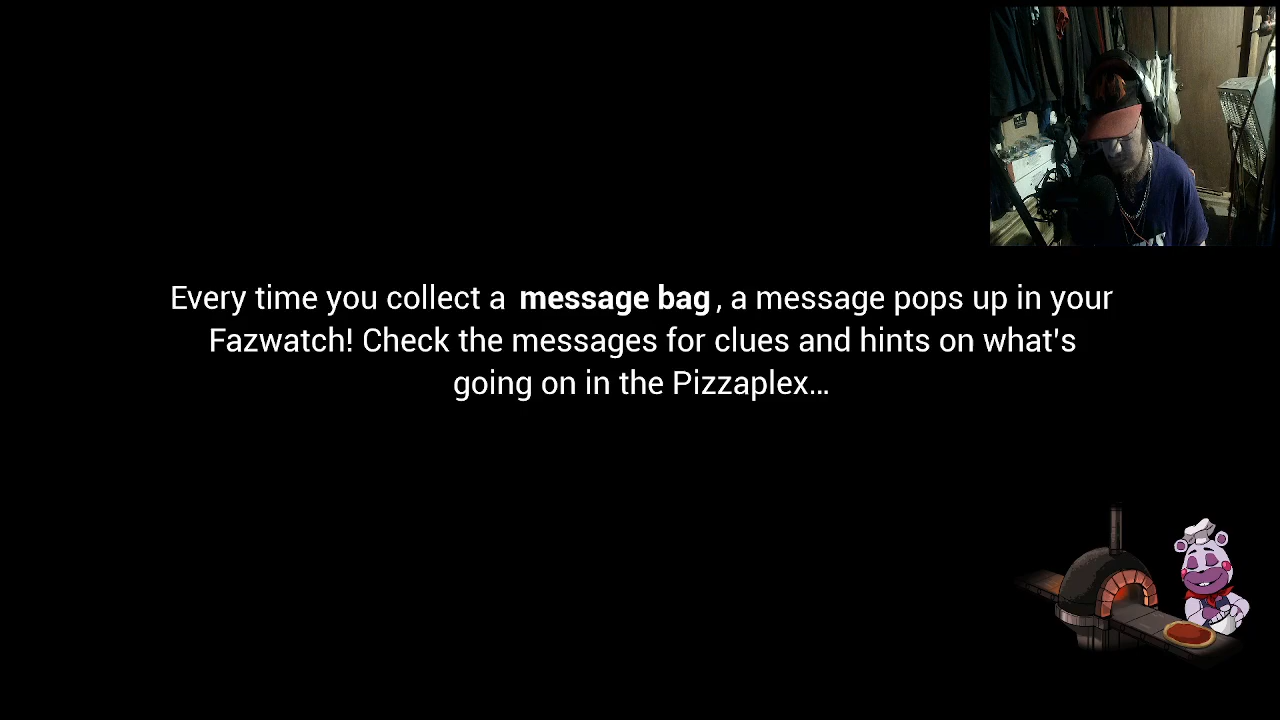 Every time you collect a message bag, a message pops up in your
Fazwatch! Check the messages for clues and hints on what's
going on in the Pizzaplex...